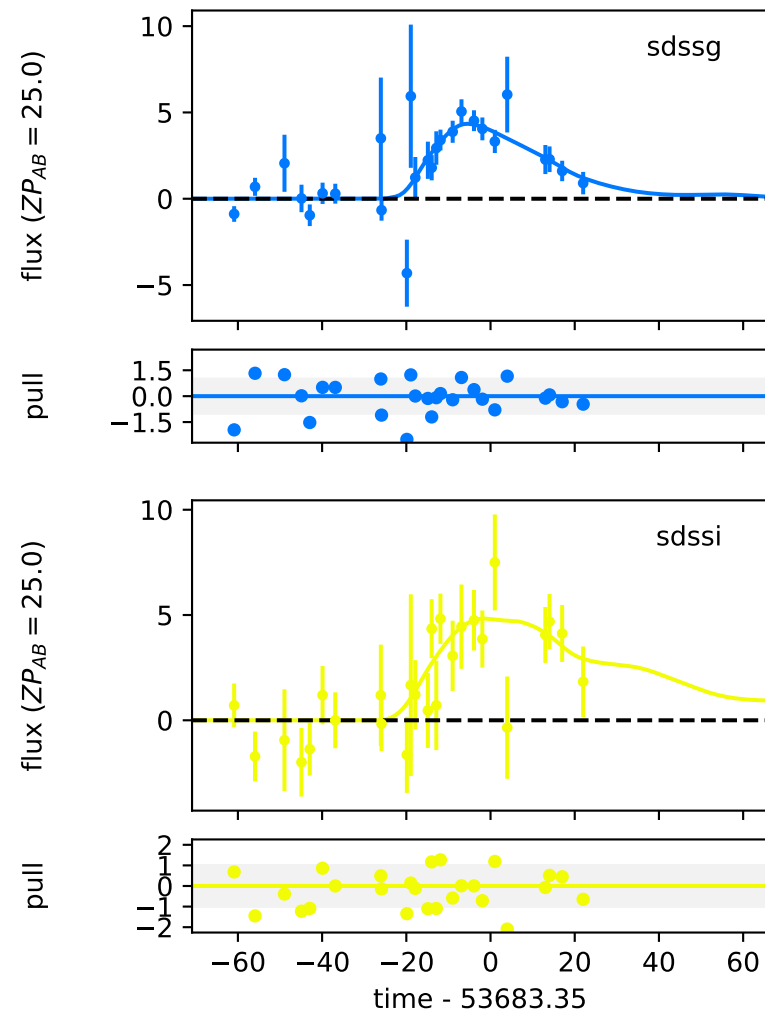 10
5
0
−5
flux (ZP_AB = 25.0)
sdssg
1.5
0.0
−1.5
pull
10
5
0
flux (ZP_AB = 25.0)
sdssi
2
1
0
−1
−2
pull
−60 −40 −20 0 20 40 60
time - 53683.35